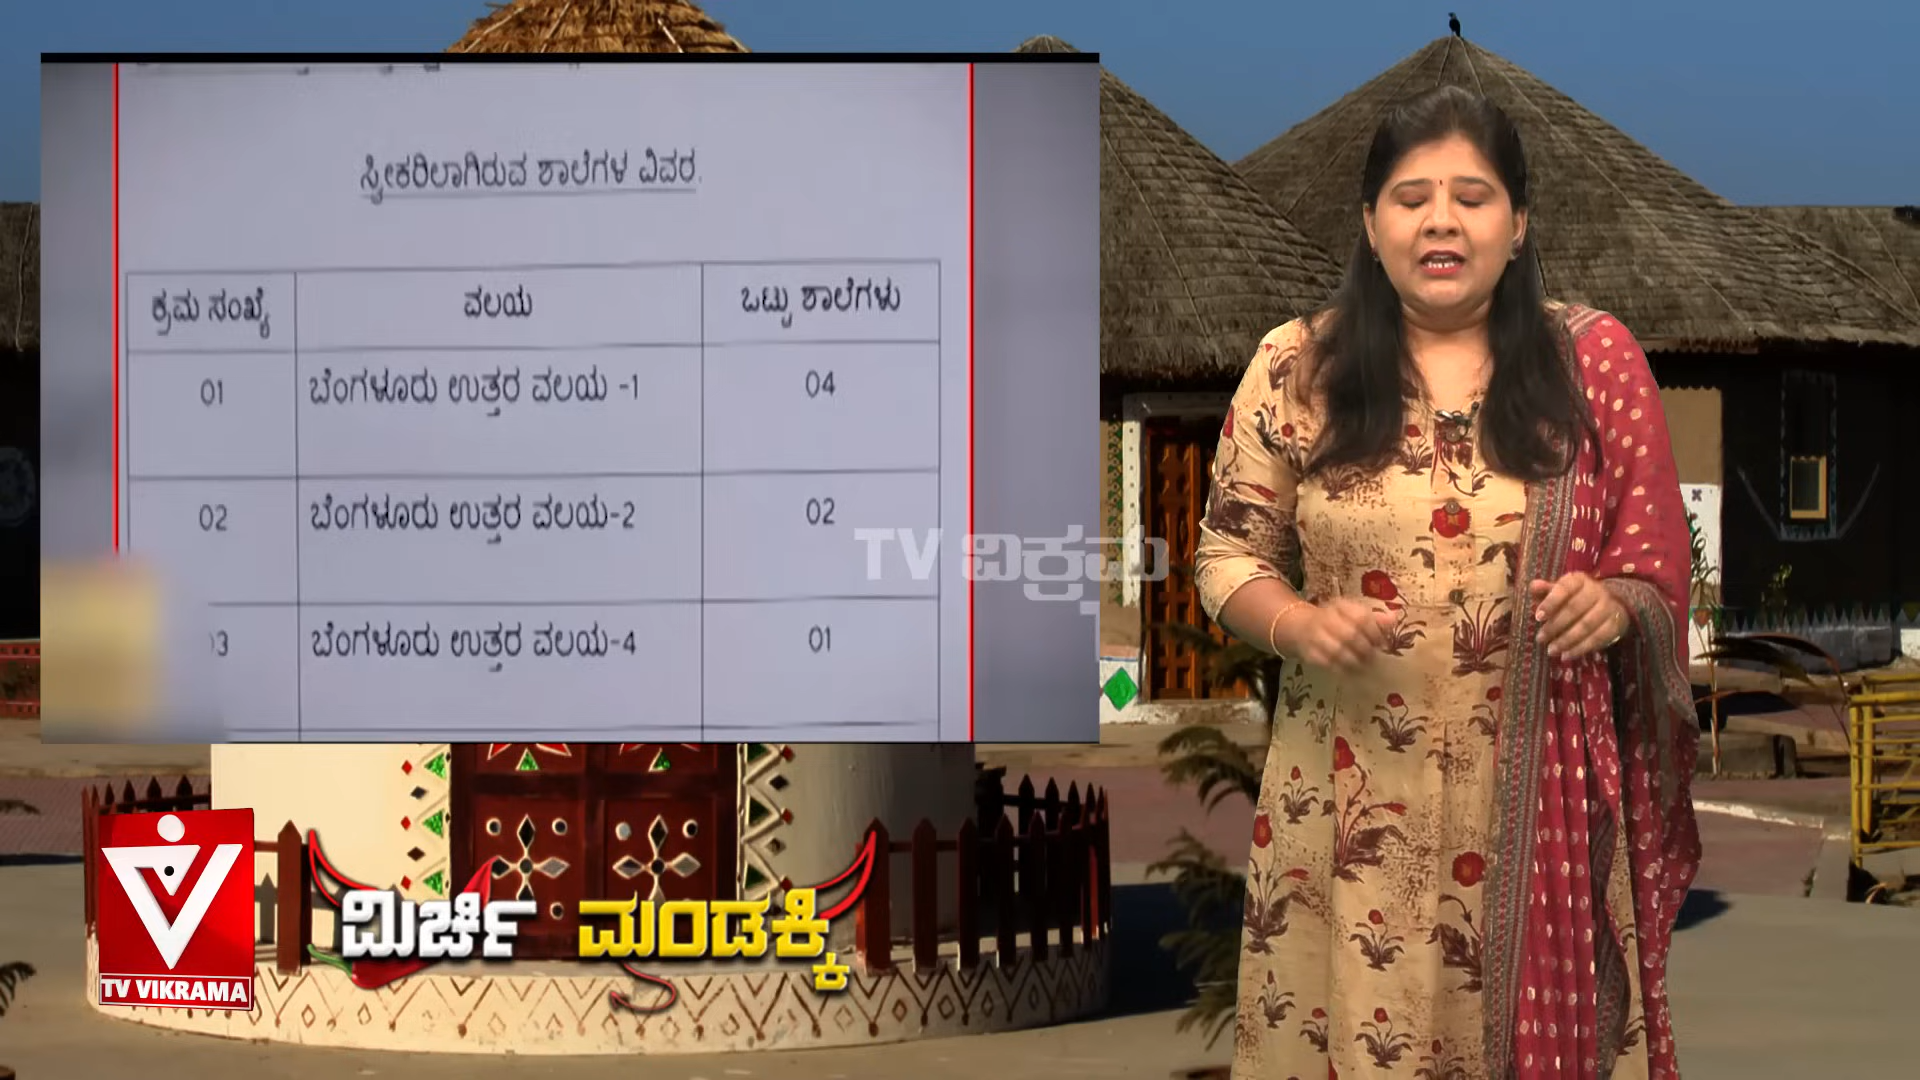 ಸ್ವೀಕರಿಲಾಗಿರುವ ಶಾಲೆಗಳ ವಿವರ.
ಕ್ರಮ ಸಂಖ್ಯೆ ವಲಯ ಒಟ್ಟು ಶಾಲೆಗಳು
01 ಬೆಂಗಳೂರು ಉತ್ತರ ವಲಯ -1 04
02 ಬೆಂಗಳೂರು ಉತ್ತರ ವಲಯ-2 02
3 ಬೆಂಗಳೂರು ಉತ್ತರ ವಲಯ-4 01
TV ವಿಕ್ರಮ
ಮಿರ್ಚಿ ಮಂಡಕ್ಕಿ
TV VIKRAMA